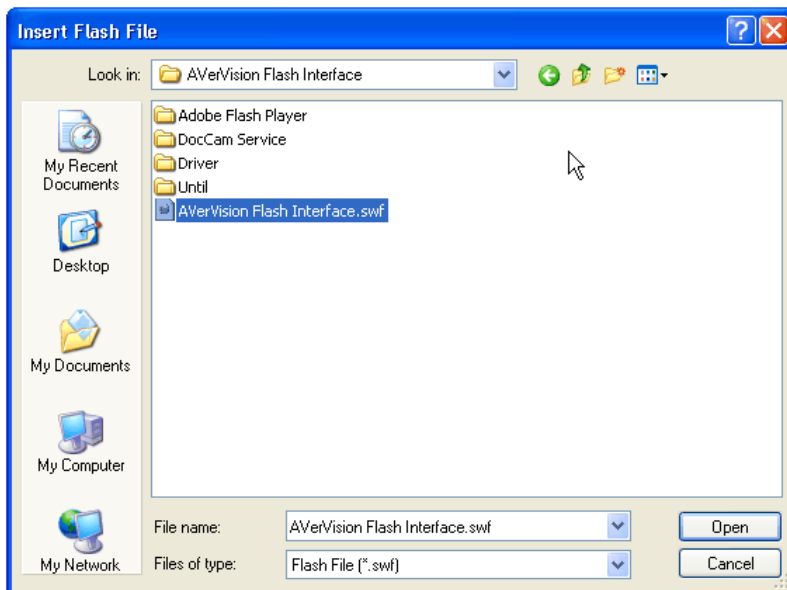 Insert Flash File
Look in:
AVerVision Flash Interface
My Recent
Documents
Desktop
My Documents
My Computer
My Network
Adobe Flash Player
DocCam Service
Driver
Until
AVerVision Flash Interface.swf
File name:
AVerVision Flash Interface.swf
Open
Files of type:
Flash File (*.swf)
Cancel